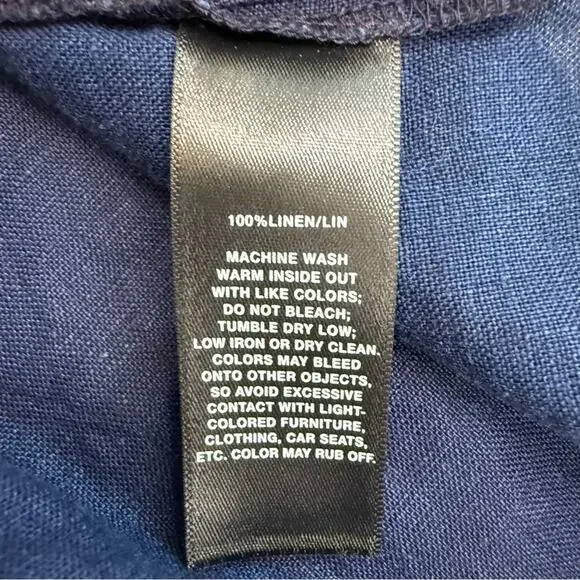 100%LINEN/LIN
MACHINE WASH
WARM INSIDE OUT
WITH LIKE COLORS;
DO NOT BLEACH;
TUMBLE DRY LOW;
LOW IRON OR DRY CLEAN.
COLORS MAY BLEED
ONTO OTHER OBJECTS,
SO AVOID EXCESSIVE
CONTACT WITH LIGHT-
COLORED FURNITURE,
CLOTHING, CAR SEATS,
ETC. COLOR MAY RUB OFF.